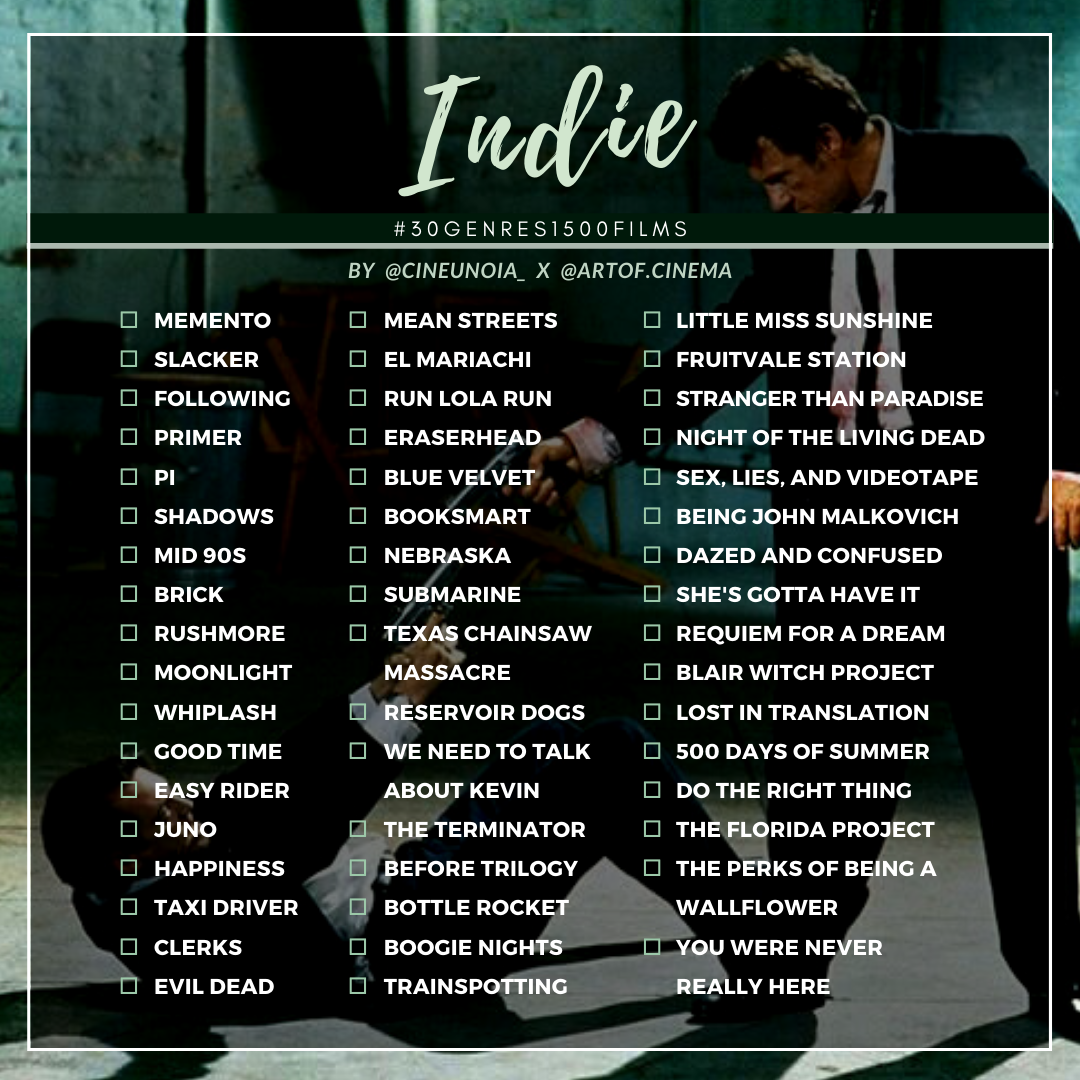 Indie
#30GENRES1500FILMS
BY @CINEUNOIA_ X @ARTOF.CINEMA
☐ MEMENTO
☐ SLACKER
☐ FOLLOWING
☐ PRIMER
☐ PI
☐ SHADOWS
☐ MID 90S
☐ BRICK
☐ RUSHMORE
☐ MOONLIGHT
☐ WHIPLASH
☐ GOOD TIME
☐ EASY RIDER
☐ JUNO
☐ HAPPINESS
☐ TAXI DRIVER
☐ CLERKS
☐ EVIL DEAD
☐ MEAN STREETS
☐ EL MARIACHI
☐ RUN LOLA RUN
☐ ERASERHEAD
☐ BLUE VELVET
☐ BOOKSMART
☐ NEBRASKA
☐ SUBMARINE
☐ TEXAS CHAINSAW
MASSACRE
☐ RESERVOIR DOGS
☐ WE NEED TO TALK
ABOUT KEVIN
☐ THE TERMINATOR
☐ BEFORE TRILOGY
☐ BOTTLE ROCKET
☐ BOOGIE NIGHTS
☐ TRAINSPOTTING
☐ LITTLE MISS SUNSHINE
☐ FRUITVALE STATION
☐ STRANGER THAN PARADISE
☐ NIGHT OF THE LIVING DEAD
☐ SEX, LIES, AND VIDEOTAPE
☐ BEING JOHN MALKOVICH
☐ DAZED AND CONFUSED
☐ SHE'S GOTTA HAVE IT
☐ REQUIEM FOR A DREAM
☐ BLAIR WITCH PROJECT
☐ LOST IN TRANSLATION
☐ 500 DAYS OF SUMMER
☐ DO THE RIGHT THING
☐ THE FLORIDA PROJECT
☐ THE PERKS OF BEING A
WALLFLOWER
☐ YOU WERE NEVER
REALLY HERE